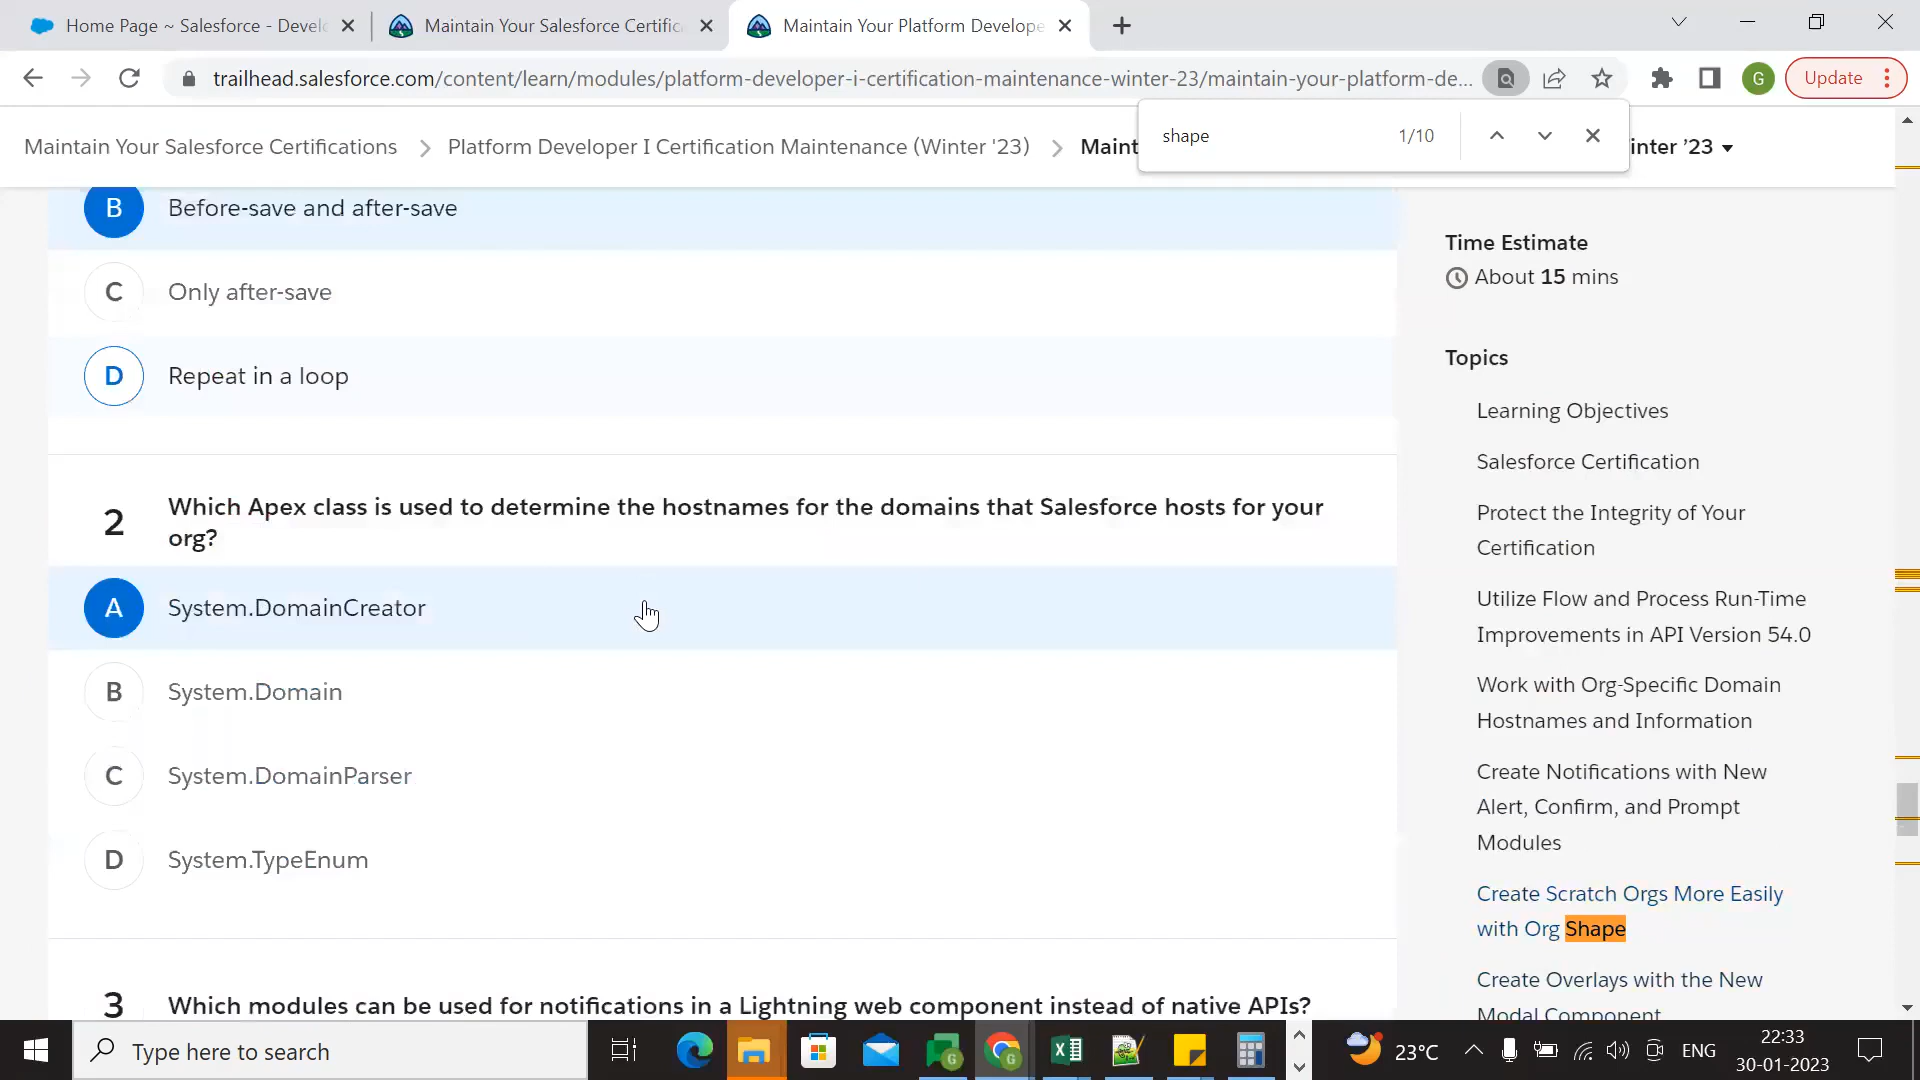 Home Page ~ Salesforce - Devel
Maintain Your Salesforce Certific
Maintain Your Platform Develope
trailhead.salesforce.com/content/learn/modules/platform-developer-i-certification-maintenance-winter-23/maintain-your-platform-de...
G
Update
shape 1/10
Maintain Your Salesforce Certifications > Platform Developer I Certification Maintenance (Winter '23) > Maint
inter ’23
B Before-save and after-save
C Only after-save
D Repeat in a loop
2 Which Apex class is used to determine the hostnames for the domains that Salesforce hosts for your
org?
A System.DomainCreator
B System.Domain
C System.DomainParser
D System.TypeEnum
3 Which modules can be used for notifications in a Lightning web component instead of native APIs?
Time Estimate
About 15 mins
Topics
Learning Objectives
Salesforce Certification
Protect the Integrity of Your
Certification
Utilize Flow and Process Run-Time
Improvements in API Version 54.0
Work with Org-Specific Domain
Hostnames and Information
Create Notifications with New
Alert, Confirm, and Prompt
Modules
Create Scratch Orgs More Easily
with Org Shape
Create Overlays with the New
Modal Component
Type here to search
23°C
ENG
22:33
30-01-2023